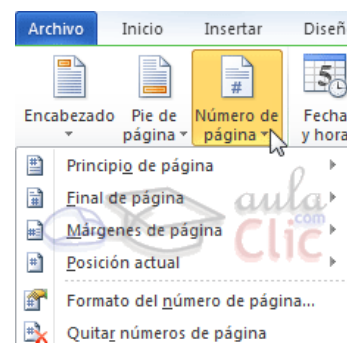 Archivo Inicio Insertar Diseñ
Encabezado Pie de Número de Fecha
página página y hora
Principio de página
Final de página
Márgenes de página
Posición actual
Formato del número de página...
Quitar números de página
aula
Clic
.com
5
#